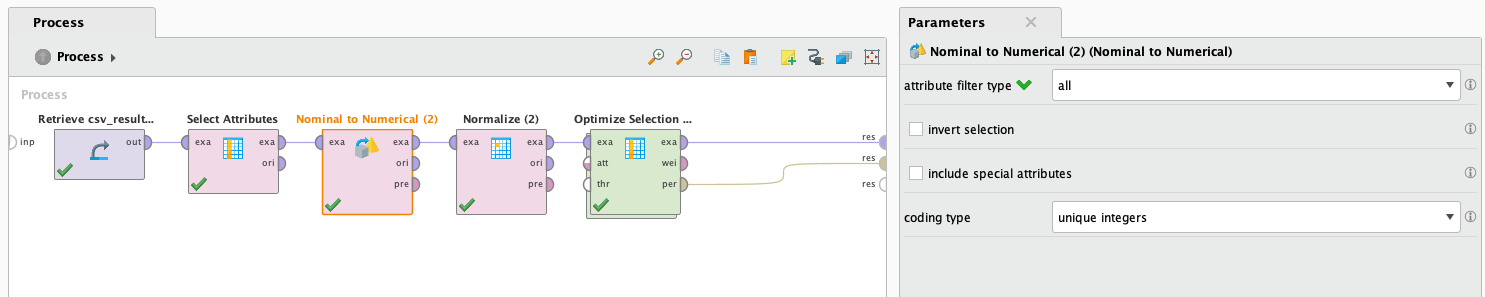 Process
Process
Process
Retrieve csv_result...
Select Attributes
Nominal to Numerical (2)
Normalize (2)
Optimize Selection ...
inp
out
exa
exa
ori
exa
exa
ori
pre
exa
exa
ori
pre
exa
exa
att
wei
thr
per
res
res
res
Parameters
Nominal to Numerical (2) (Nominal to Numerical)
attribute filter type
all
invert selection
include special attributes
coding type
unique integers